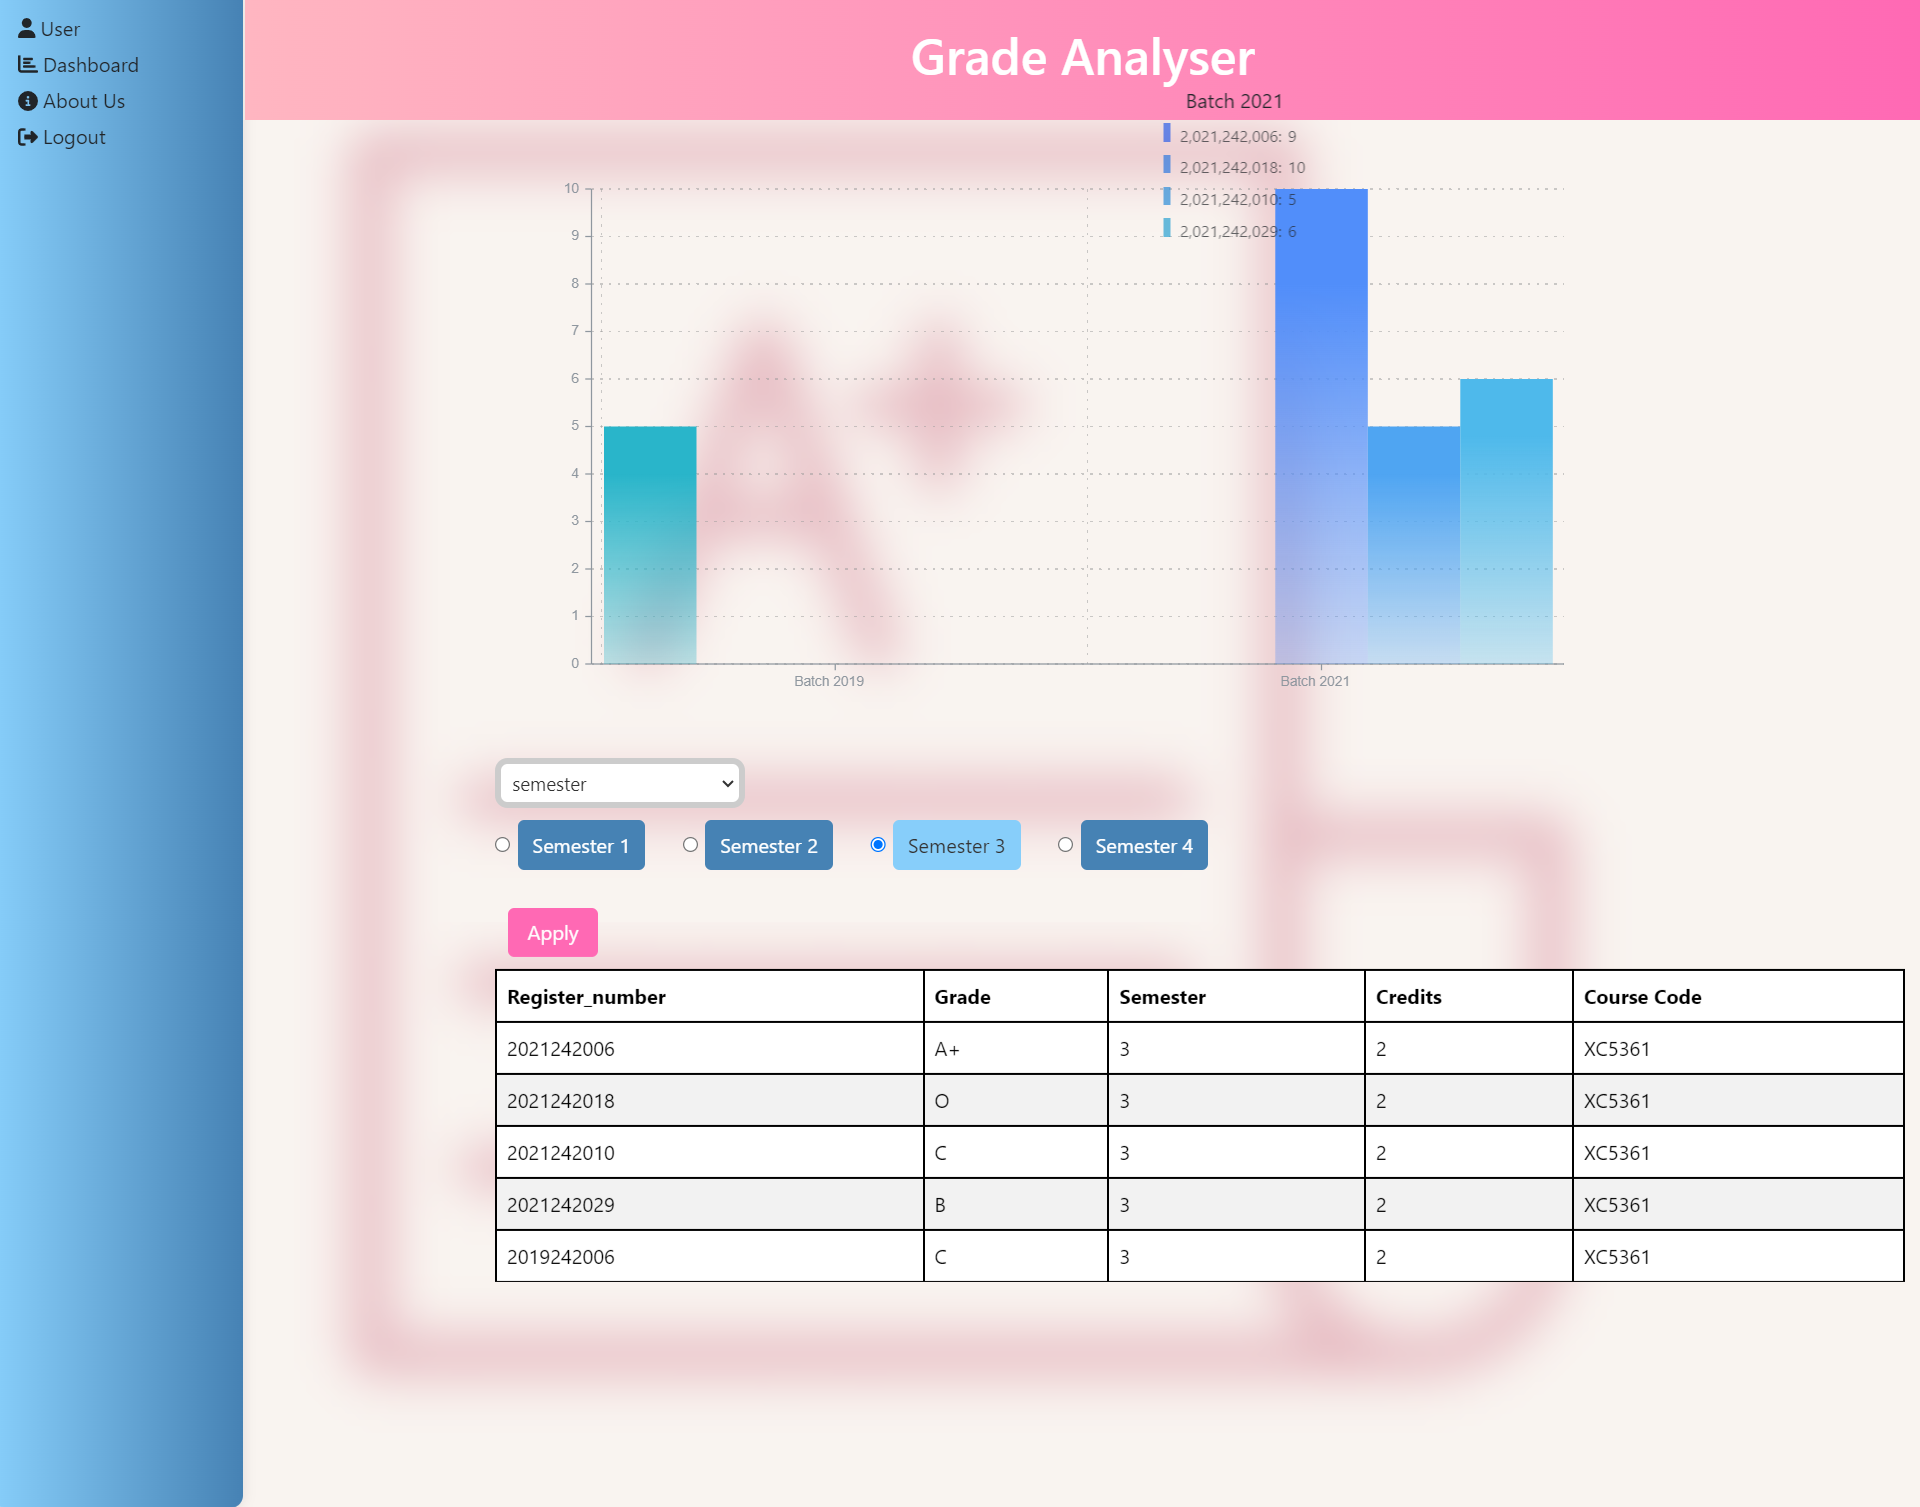 User
Dashboard
About Us
Logout
Grade Analyser
Batch 2021
2,021,242,006: 9
2,021,242,018: 10
2,021,242,010: 5
2,021,242,029: 6
10
9
8
7
6
5
4
3
2
1
0
Batch 2019 Batch 2021
semester
Semester 1 Semester 2 Semester 3 Semester 4
Apply
Register_number Grade Semester Credits Course Code
2021242006 A+ 3 2 XC5361
2021242018 O 3 2 XC5361
2021242010 C 3 2 XC5361
2021242029 B 3 2 XC5361
2019242006 C 3 2 XC5361